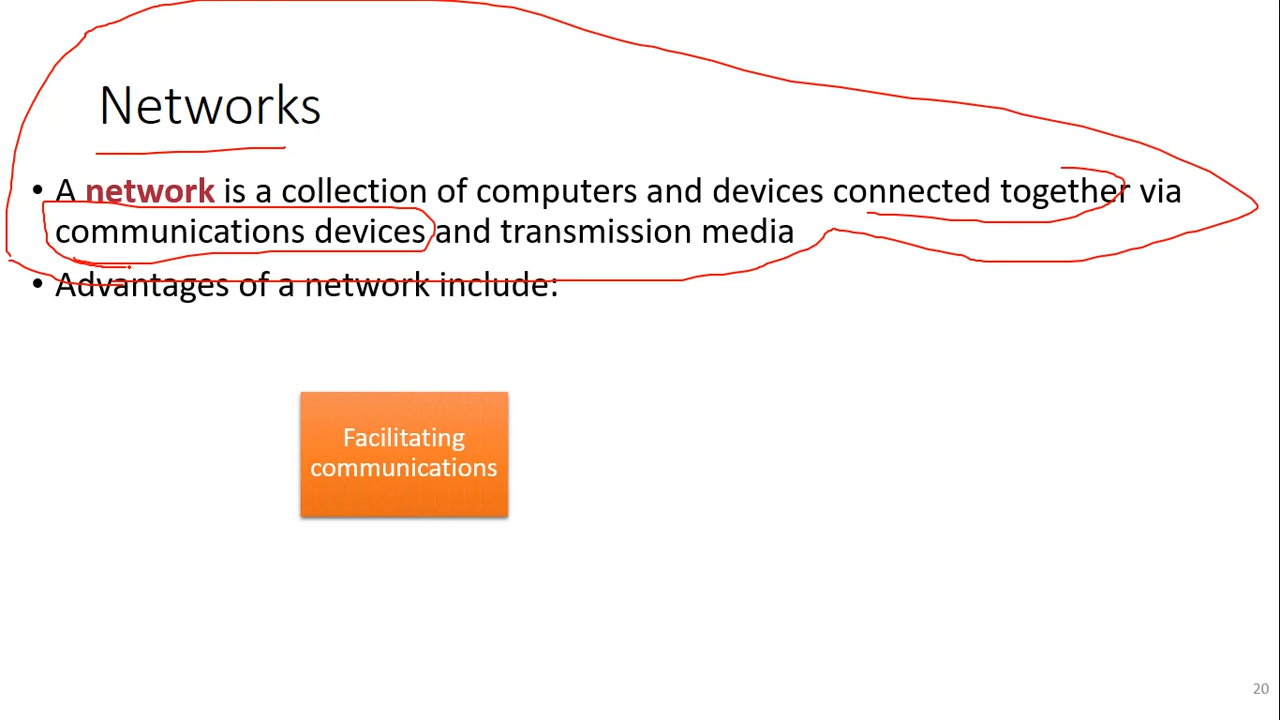 Networks
• A network is a collection of computers and devices connected together via
communications devices and transmission media
• Advantages of a network include:
Facilitating
communications
20